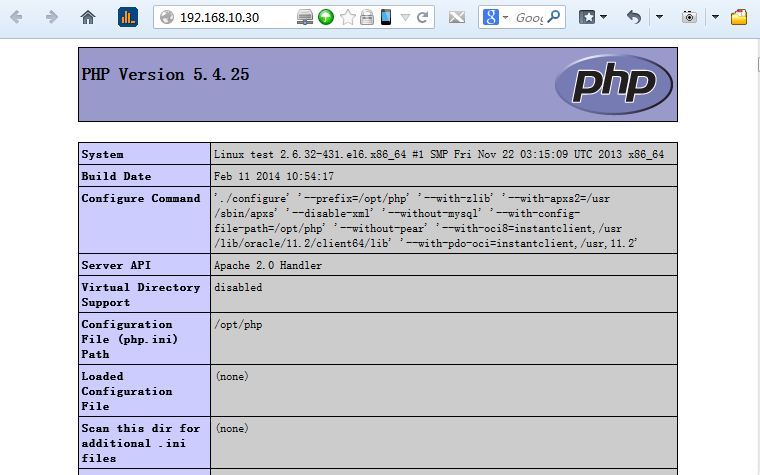 192.168.10.30
Goo
PHP Version 5.4.25
php
System
Linux test 2.6.32-431.el6.x86_64 #1 SMP Fri Nov 22 03:15:09 UTC 2013 x86_64
Build Date
Feb 11 2014 10:54:17
Configure Command
'./configure' '--prefix=/opt/php' '--with-zlib' '--with-apxs2=/usr
/sbin/apxs' '--disable-xml' '--without-mysql' '--with-config-
file-path=/opt/php' '--without-pear' '--with-oci8=instantclient,/usr
/lib/oracle/11.2/client64/lib' '--with-pdo-oci=instantclient,/usr,11.2'
Server API
Apache 2.0 Handler
Virtual Directory
Support
disabled
Configuration
File (php.ini)
Path
/opt/php
Loaded
Configuration
File
(none)
Scan this dir for
additional .ini
files
(none)